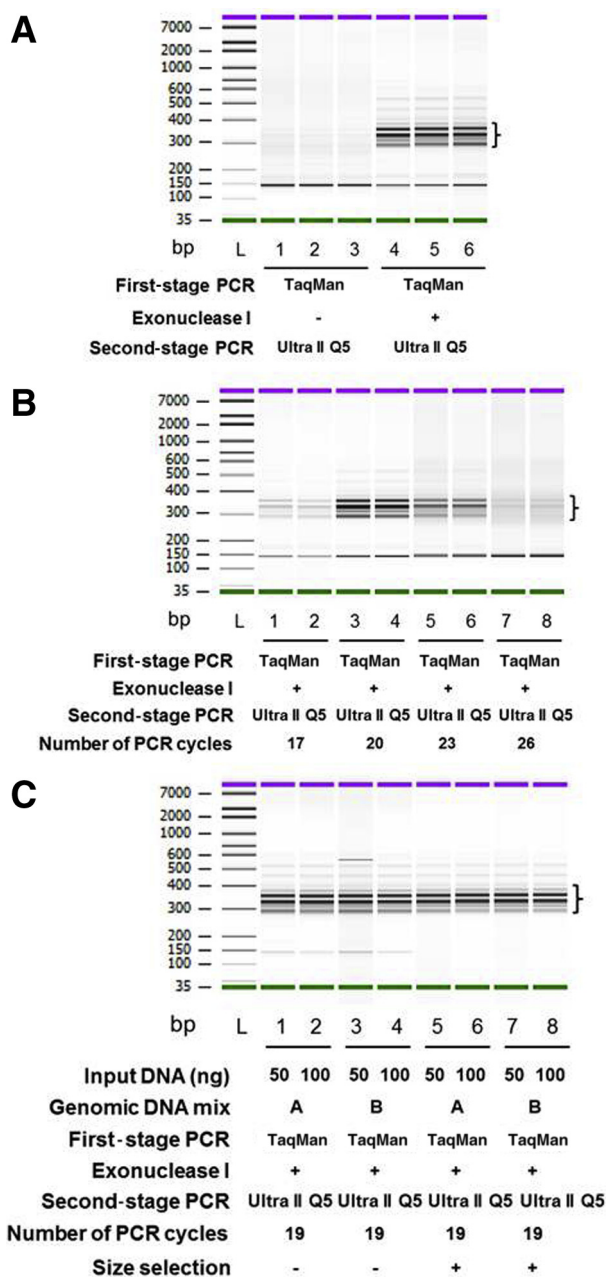 A
7000
2000
1000
600
500
400
300
200
150
100
35
bp L 1 2 3 4 5 6
First-stage PCR TaqMan TaqMan
Exonuclease I - +
Second-stage PCR Ultra II Q5 Ultra II Q5
B
7000
2000
1000
600
500
400
300
200
150
100
35
bp L 1 2 3 4 5 6 7 8
First-stage PCR TaqMan TaqMan TaqMan TaqMan
Exonuclease I + + + +
Second-stage PCR Ultra II Q5 Ultra II Q5 Ultra II Q5 Ultra II Q5
Number of PCR cycles 17 20 23 26
C
7000
2000
1000
600
500
400
300
200
150
100
35
bp L 1 2 3 4 5 6 7 8
Input DNA (ng) 50 100 50 100 50 100 50 100
Genomic DNA mix A B A B
First-stage PCR TaqMan TaqMan TaqMan TaqMan
Exonuclease I + + + +
Second-stage PCR Ultra II Q5 Ultra II Q5 Ultra II Q5 Ultra II Q5
Number of PCR cycles 19 19 19 19
Size selection - - + +